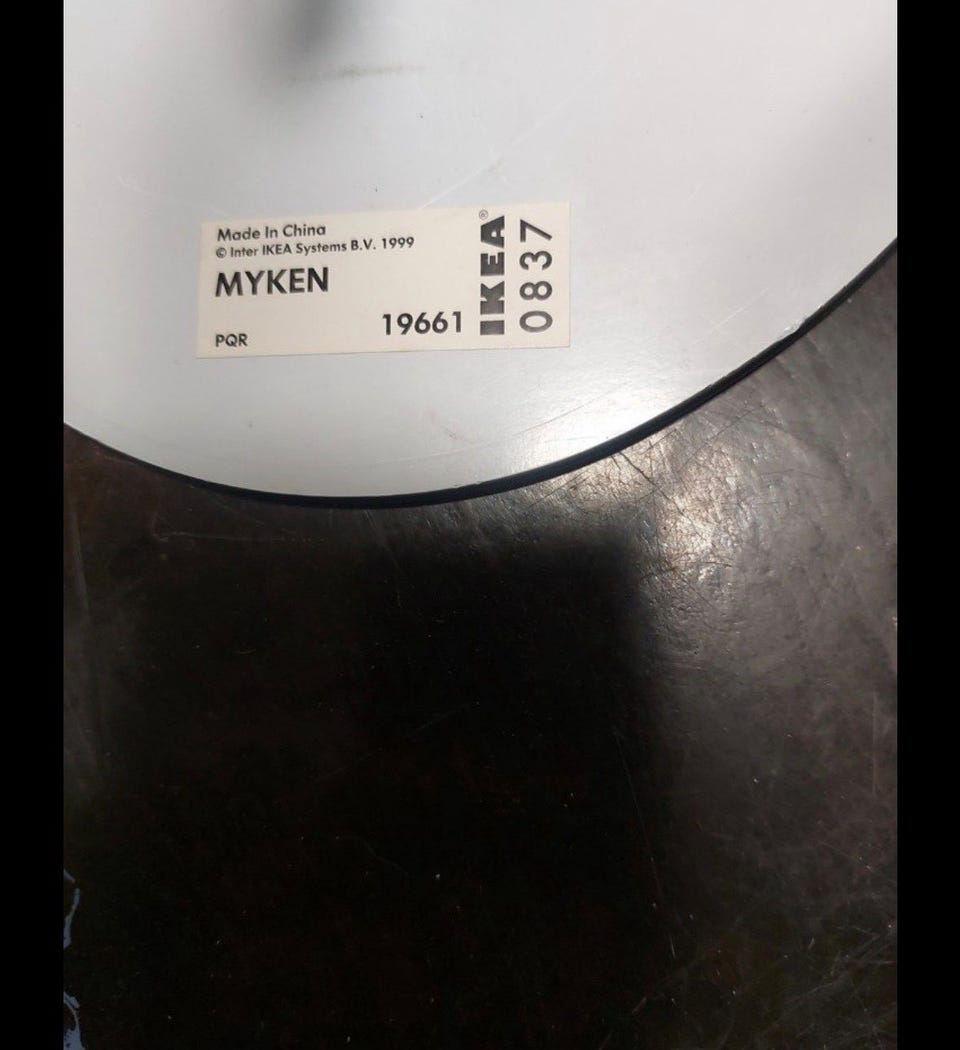 Made In China
© Inter IKEA Systems B.V. 1999
MYKEN
19661
PQR
IKEA®
0837